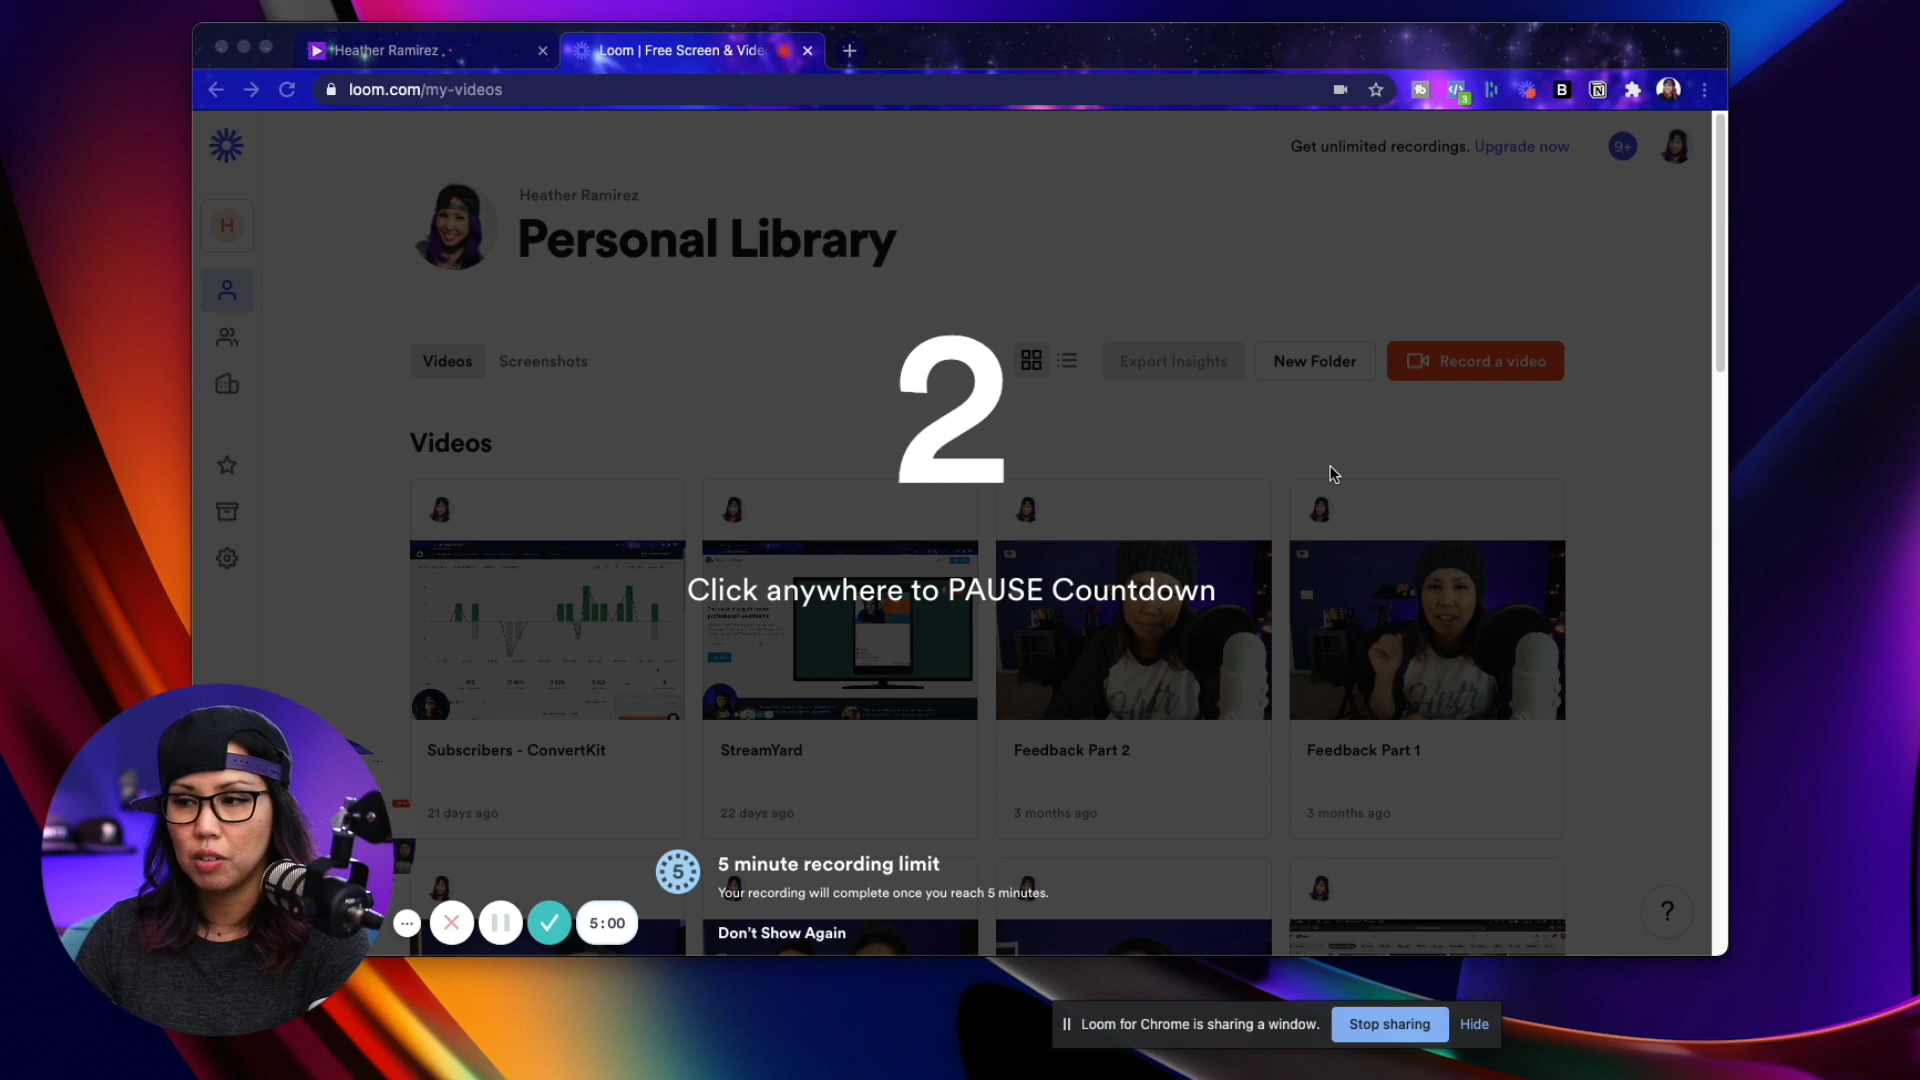 Heather Ramirez
Loom | Free Screen & Vide
loom.com/my-videos
3
B
N
Get unlimited recordings. Upgrade now
9+
H
Heather Ramirez
Personal Library
Videos
Screenshots
Export Insights
New Folder
Record a video
2
Videos
Click anywhere to PAUSE Countdown
Subscribers - ConvertKit
21 days ago
StreamYard
22 days ago
Feedback Part 2
3 months ago
Feedback Part 1
3 months ago
5
5 minute recording limit
Your recording will complete once you reach 5 minutes.
Don't Show Again
5:00
?
Loom for Chrome is sharing a window.
Stop sharing
Hide